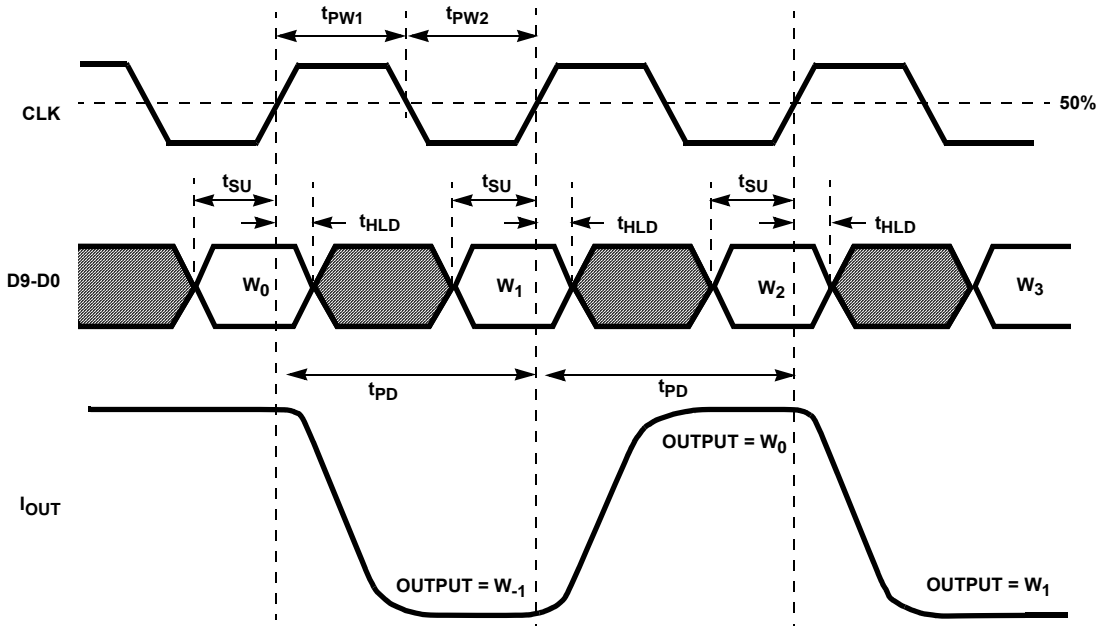 tPW1 tPW2
CLK
50%
tSU tSU tSU
tHLD tHLD tHLD
D9-D0
W0 W1 W2 W3
tPD tPD
OUTPUT = W0
IOUT
OUTPUT = W-1 OUTPUT = W1